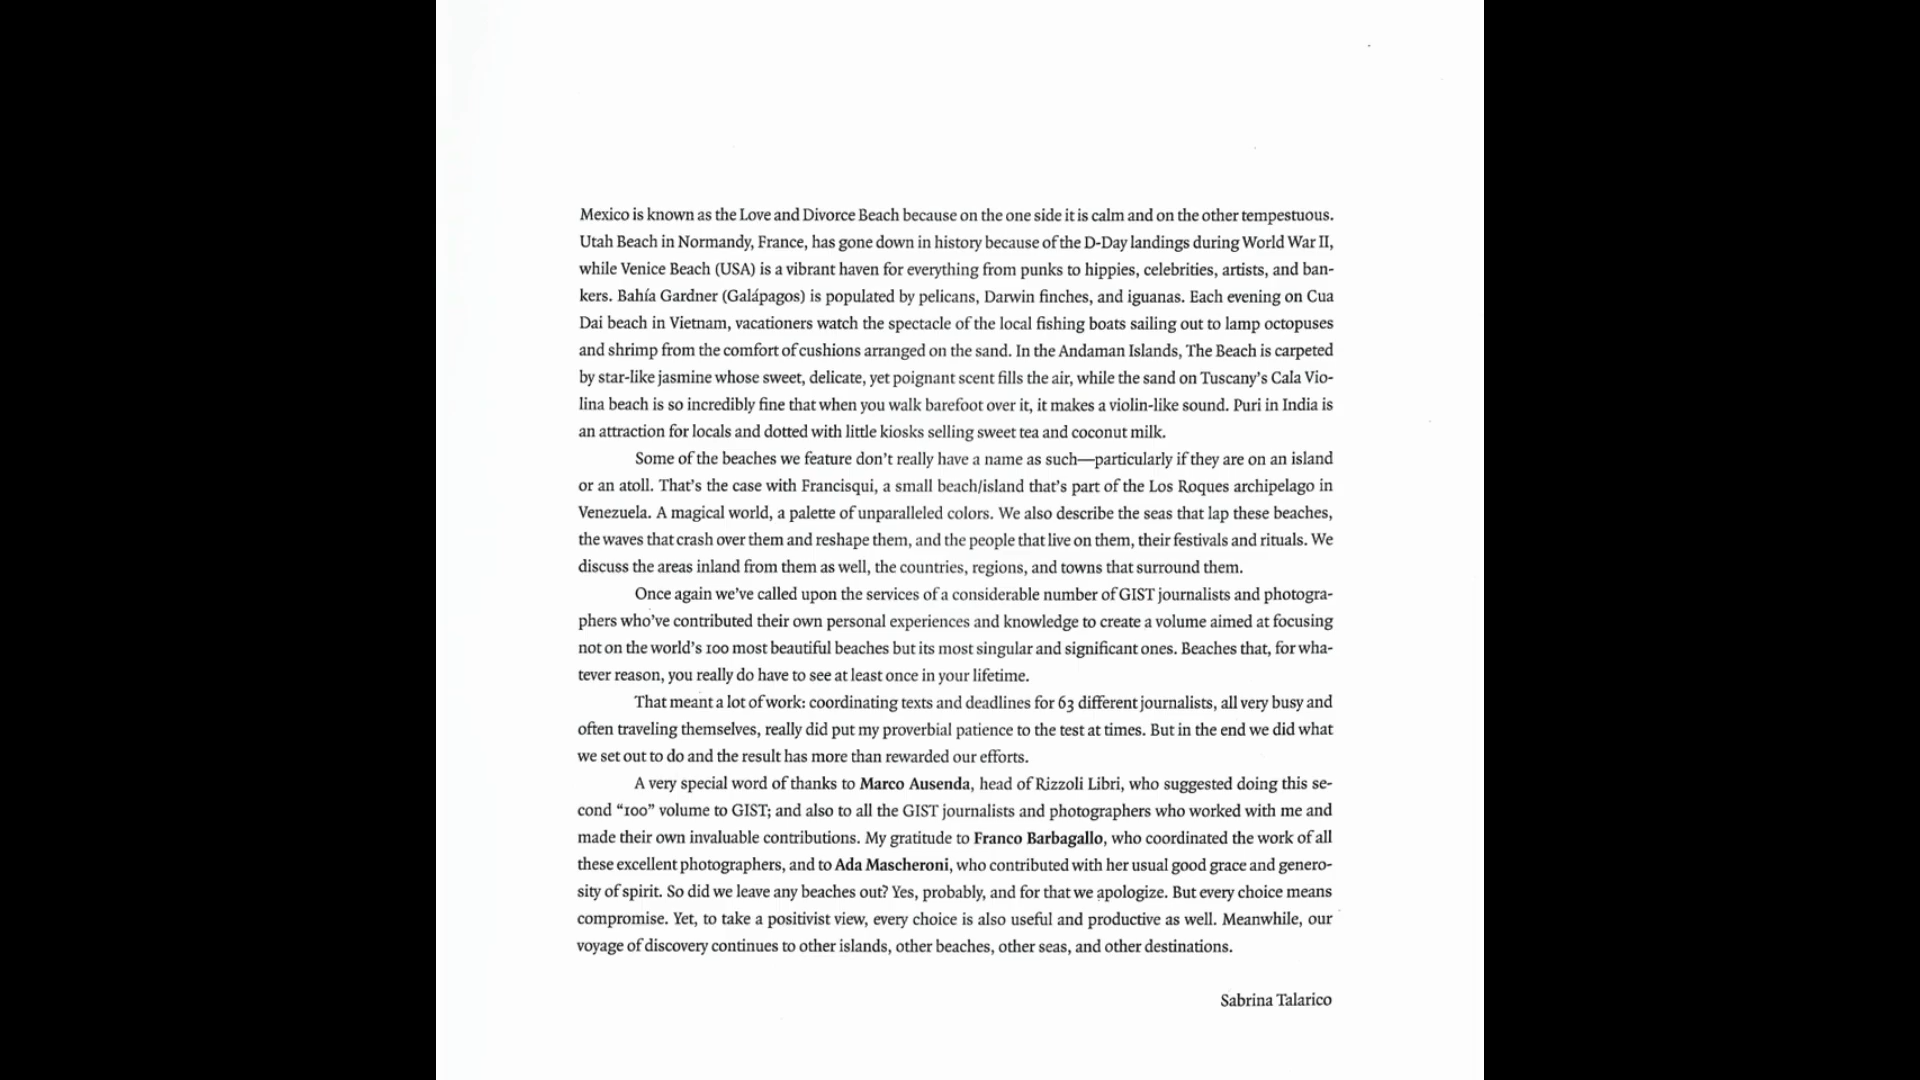 Mexico is known as the Love and Divorce Beach because on the one side it is calm and on the other tempestuous.
Utah Beach in Normandy, France, has gone down in history because of the D-Day landings during World War II,
while Venice Beach (USA) is a vibrant haven for everything from punks to hippies, celebrities, artists, and ban-
kers. Bahía Gardner (Galápagos) is populated by pelicans, Darwin finches, and iguanas. Each evening on Cua
Dai beach in Vietnam, vacationers watch the spectacle of the local fishing boats sailing out to lamp octopuses
and shrimp from the comfort of cushions arranged on the sand. In the Andaman Islands, The Beach is carpeted
by star-like jasmine whose sweet, delicate, yet poignant scent fills the air, while the sand on Tuscany's Cala Vio-
lina beach is so incredibly fine that when you walk barefoot over it, it makes a violin-like sound. Puri in India is
an attraction for locals and dotted with little kiosks selling sweet tea and coconut milk.
Some of the beaches we feature don't really have a name as such—particularly if they are on an island
or an atoll. That's the case with Francisqui, a small beach/island that's part of the Los Roques archipelago in
Venezuela. A magical world, a palette of unparalleled colors. We also describe the seas that lap these beaches,
the waves that crash over them and reshape them, and the people that live on them, their festivals and rituals. We
discuss the areas inland from them as well, the countries, regions, and towns that surround them.
Once again we've called upon the services of a considerable number of GIST journalists and photogra-
phers who've contributed their own personal experiences and knowledge to create a volume aimed at focusing
not on the world's 100 most beautiful beaches but its most singular and significant ones. Beaches that, for wha-
tever reason, you really do have to see at least once in your lifetime.
That meant a lot of work: coordinating texts and deadlines for 63 different journalists, all very busy and
often traveling themselves, really did put my proverbial patience to the test at times. But in the end we did what
we set out to do and the result has more than rewarded our efforts.
A very special word of thanks to Marco Ausenda, head of Rizzoli Libri, who suggested doing this se-
cond "100" volume to GIST; and also to all the GIST journalists and photographers who worked with me and
made their own invaluable contributions. My gratitude to Franco Barbagallo, who coordinated the work of all
these excellent photographers, and to Ada Mascheroni, who contributed with her usual good grace and genero-
sity of spirit. So did we leave any beaches out? Yes, probably, and for that we apologize. But every choice means
compromise. Yet, to take a positivist view, every choice is also useful and productive as well. Meanwhile, our
voyage of discovery continues to other islands, other beaches, other seas, and other destinations.
Sabrina Talarico